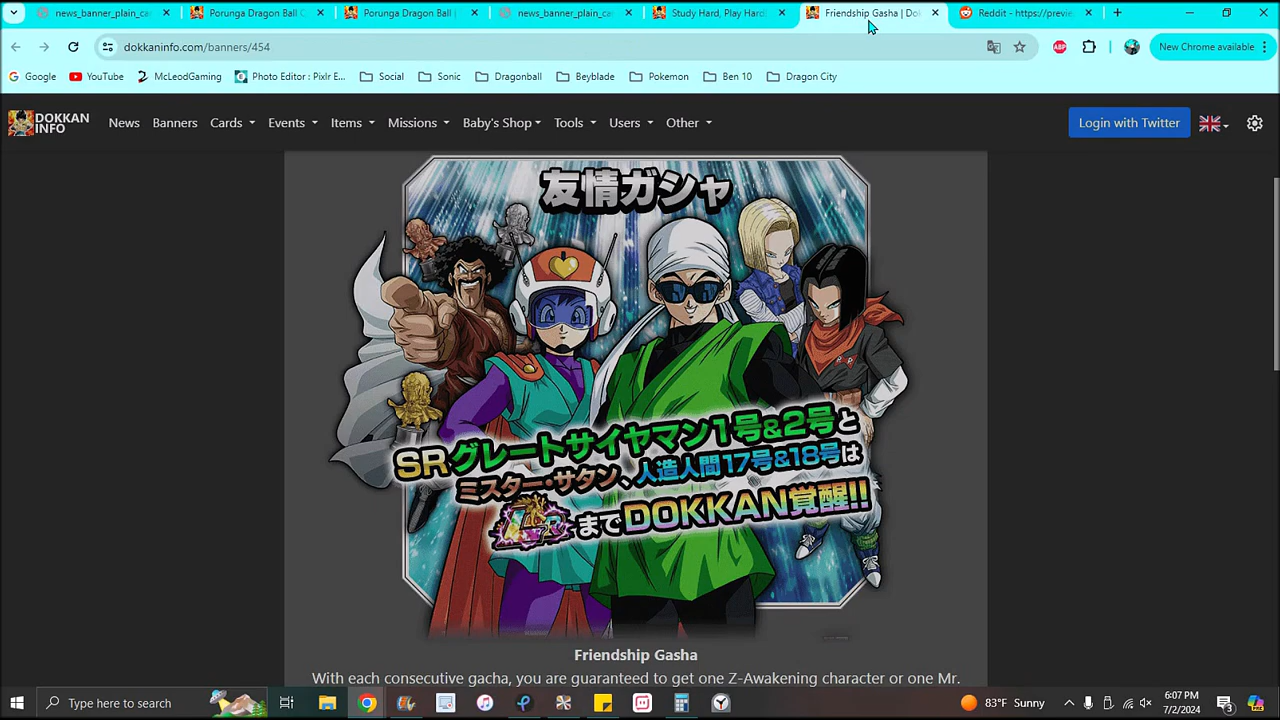 news_banner_plain_ca
Porunga Dragon Ball C
Porunga Dragon Ball |
news_banner_plain_ca
Study Hard, Play Hard:
Friendship Gasha | Dok
Reddit - https://previe
dokkaninfo.com/banners/454
ABP
New Chrome available
Google
YouTube
McLeodGaming
Photo Editor : Pixlr E...
Social
Sonic
Dragonball
Beyblade
Pokemon
Ben 10
Dragon City
DOKKAN
INFO
News
Banners
Cards
Events
Items
Missions
Baby's Shop
Tools
Users
Other
Login with Twitter
友情ガシャ
SRグレートサイヤマン1号&2号と
ミスター・サタン、人造人間17号&18号は
LRまでDOKKAN覚醒!!
Friendship Gasha
With each consecutive gacha, you are guaranteed to get one Z-Awakening character or one Mr.
Type here to search
83°F Sunny
6:07 PM
7/2/2024
3